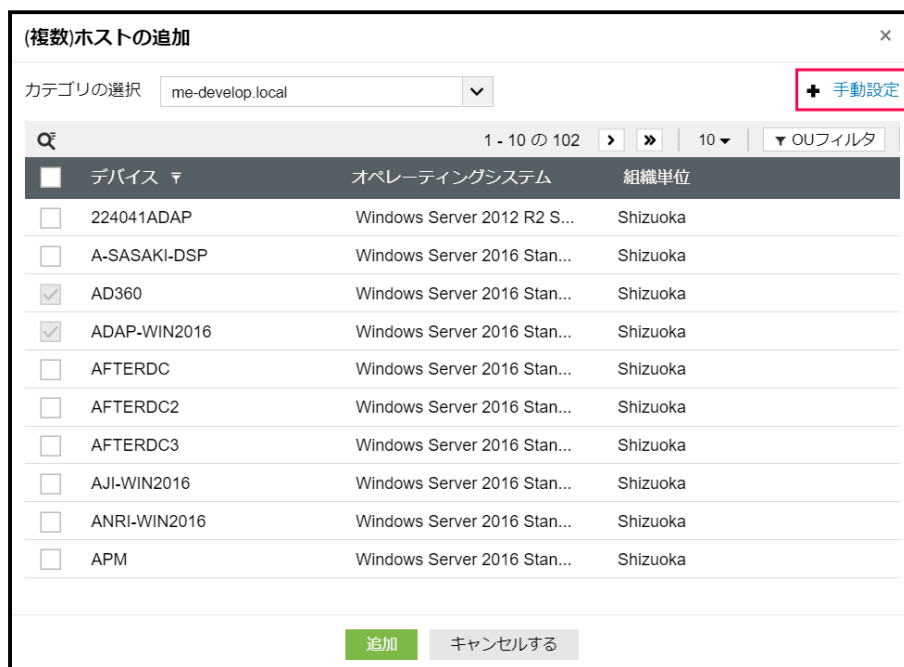 (複数)ホストの追加 ×
カテゴリの選択 me-develop.local + 手動設定
1 - 10 の 102 10 OUフィルタ
デバイス オペレーティングシステム 組織単位
224041ADAP Windows Server 2012 R2 S... Shizuoka
A-SASAKI-DSP Windows Server 2016 Stan... Shizuoka
AD360 Windows Server 2016 Stan... Shizuoka
ADAP-WIN2016 Windows Server 2016 Stan... Shizuoka
AFTERDC Windows Server 2016 Stan... Shizuoka
AFTERDC2 Windows Server 2016 Stan... Shizuoka
AFTERDC3 Windows Server 2016 Stan... Shizuoka
AJI-WIN2016 Windows Server 2016 Stan... Shizuoka
ANRI-WIN2016 Windows Server 2016 Stan... Shizuoka
APM Windows Server 2016 Stan... Shizuoka
追加 キャンセルする